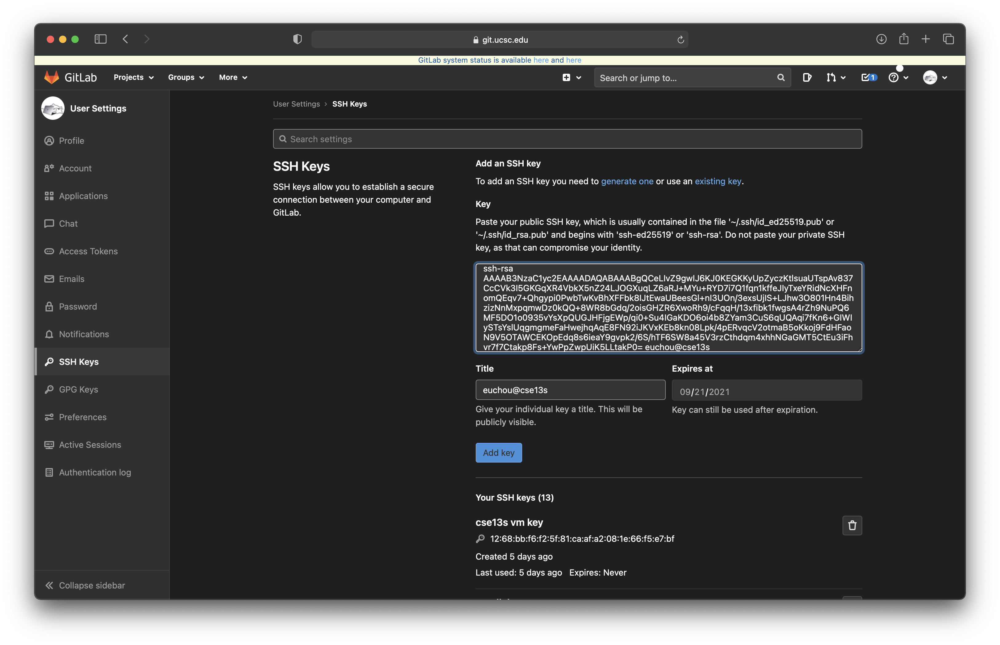 git.ucsc.edu
GitLab system status is available here and here
GitLab
Projects
Groups
More
Search or jump to...
1
User Settings
Profile
Account
Applications
Chat
Access Tokens
Emails
Password
Notifications
SSH Keys
GPG Keys
Preferences
Active Sessions
Authentication log
Collapse sidebar
User Settings › SSH Keys
Search settings
SSH Keys
SSH keys allow you to establish a secure
connection between your computer and
GitLab.
Add an SSH key
To add an SSH key you need to generate one or use an existing key.
Key
Paste your public SSH key, which is usually contained in the file '~/.ssh/id_ed25519.pub' or
'~/.ssh/id_rsa.pub' and begins with 'ssh-ed25519' or 'ssh-rsa'. Do not paste your private SSH
key, as that can compromise your identity.
ssh-rsa
AAAAB3NzaC1yc2EAAAADAQABAAABgQCeLIvZ9gwIJ6KJ0KEGKKyUpZyczKtlsuaUTspAv837
CcCVk3I5GKGqXR4VbkX5nZ24LJOGXuqLZ6aRJ+MYu+RYD7i7Q1fqn1kffeJIyTxeYRidNcXHFn
omQEqv7+Qhgypi0PwbTwKvBhXFFbk8IJtEwaUBeesGl+nI3UOn/3exsUjIS+LJhw3O801Hn4Bih
zizNnMxpqmwDz0kQQ+8WR8bGdq/2oisGHZR6XwoRh9/cFqqH/13xfibk1fwgsA4rZh9NuPQ6
MF5DO1o0935vYsXpQUGJHFjgEWp/qi0+Su4IGaKDO6oi4b8ZYam3CuS6qUQAqi7fKn6+GIWI
ySTsYslUqgmgmeFaHwejhqAqE8FN92iJKVxKEb8kn08Lpk/4pERvqcV2otmaB5oKkoj9FdHFao
N9V5OTAWCEKOpEdq8s6ieaY9gvpk2/6S/hTF6SW8a45V3rzCthdqm4xhhNGaGMT5CtEu3iFh
vr7f7Ctakp8Fs+YwPpZwpUiK5LLtakP0= euchou@cse13s
Title
Expires at
euchou@cse13s
09/21/2021
Give your individual key a title. This will be
publicly visible.
Key can still be used after expiration.
Add key
Your SSH keys (13)
cse13s vm key
12:68:bb:f6:f2:5f:81:ca:af:a2:08:1e:66:f5:e7:bf
Created 5 days ago
Last used: 5 days ago Expires: Never